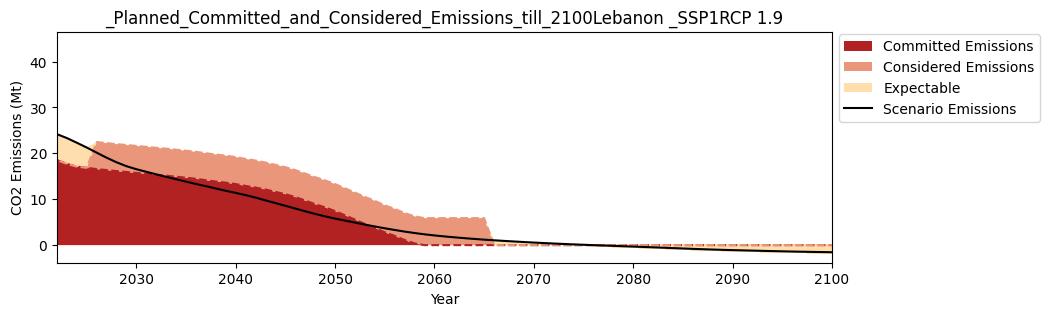 _Planned_Committed_and_Considered_Emissions_till_2100Lebanon _SSP1RCP 1.9
CO2 Emissions (Mt)
40
30
20
10
0
2030 2040 2050 2060 2070 2080 2090 2100
Year
Committed Emissions
Considered Emissions
Expectable
Scenario Emissions